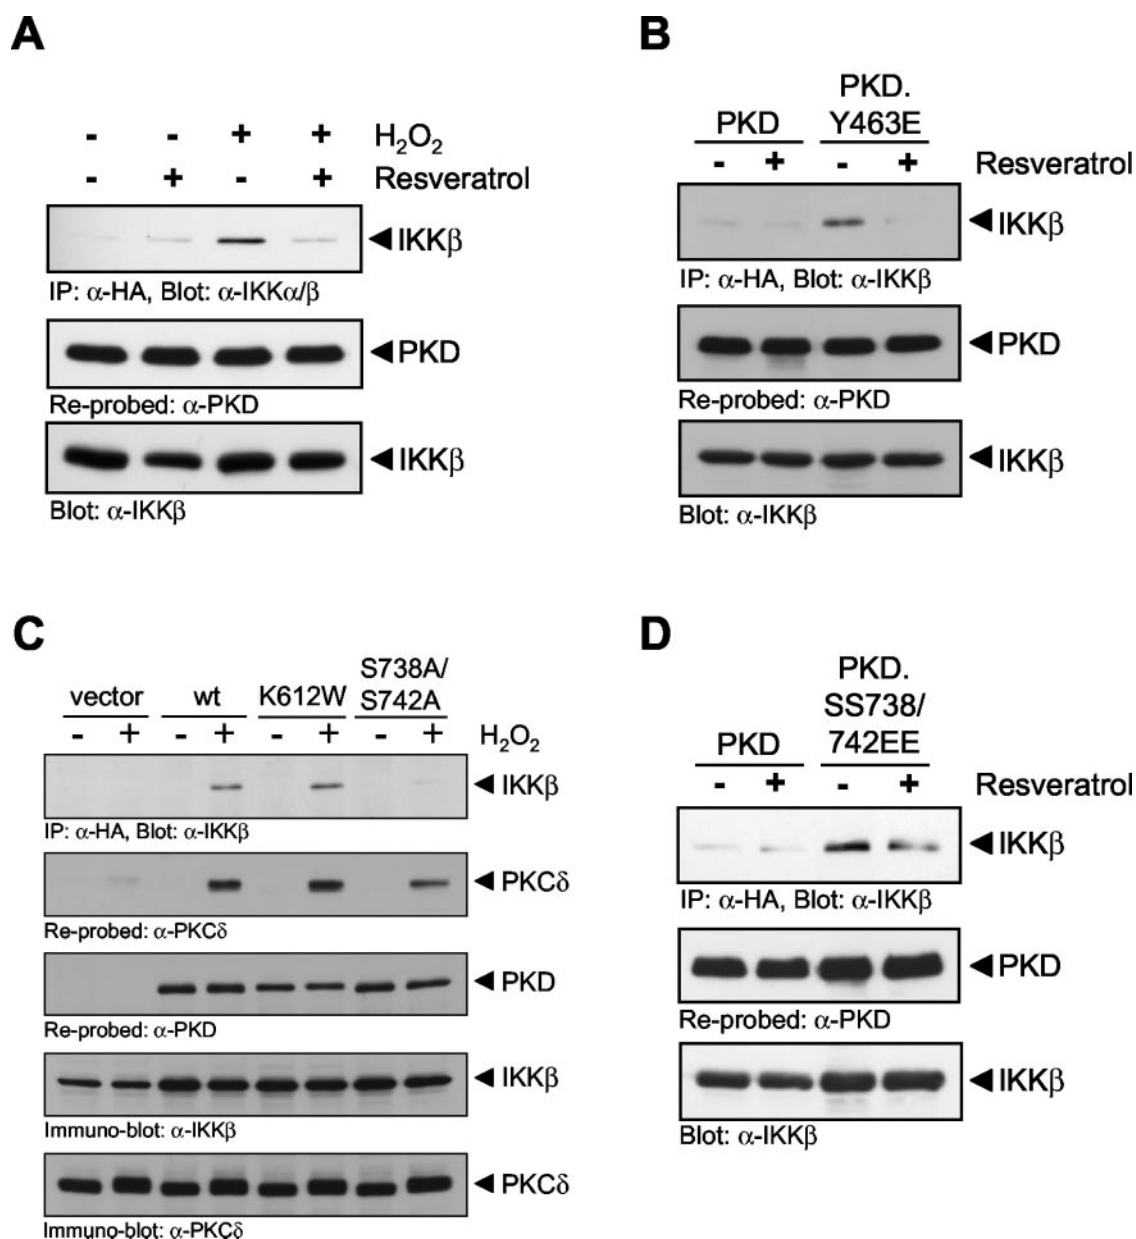 A
- - + + H₂O₂
- + - + Resveratrol
◄IKKβ
IP: α-HA, Blot: α-IKKα/β
◄PKD
Re-probed: α-PKD
◄IKKβ
Blot: α-IKKβ
B
PKD.
PKD Y463E
- + - + Resveratrol
◄IKKβ
IP: α-HA, Blot: α-IKKβ
◄PKD
Re-probed: α-PKD
◄IKKβ
Blot: α-IKKβ
C
S738A/
vector wt K612W S742A
- + - + - + - + H₂O₂
◄IKKβ
IP: α-HA, Blot: α-IKKβ
◄PKCδ
Re-probed: α-PKCδ
◄PKD
Re-probed: α-PKD
◄IKKβ
Immuno-blot: α-IKKβ
◄PKCδ
Immuno-blot: α-PKCδ
D
PKD.
SS738/
PKD 742EE
- + - + Resveratrol
◄IKKβ
IP: α-HA, Blot: α-IKKβ
◄PKD
Re-probed: α-PKD
◄IKKβ
Blot: α-IKKβ